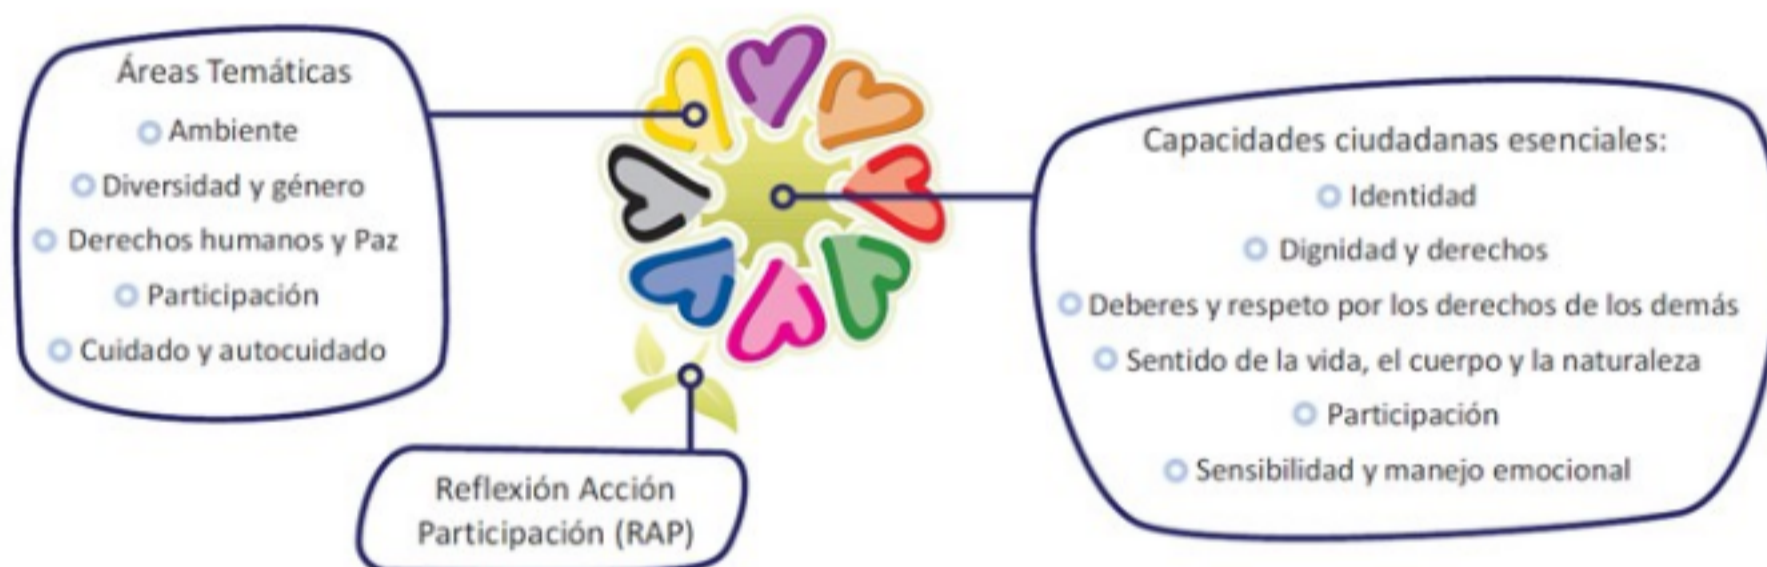 Áreas Temáticas
Ambiente
Diversidad y género
Derechos humanos y Paz
Participación
Cuidado y autocuidado
Reflexión Acción
Participación (RAP)
Capacidades ciudadanas esenciales:
Identidad
Dignidad y derechos
Deberes y respeto por los derechos de los demás
Sentido de la vida, el cuerpo y la naturaleza
Participación
Sensibilidad y manejo emocional